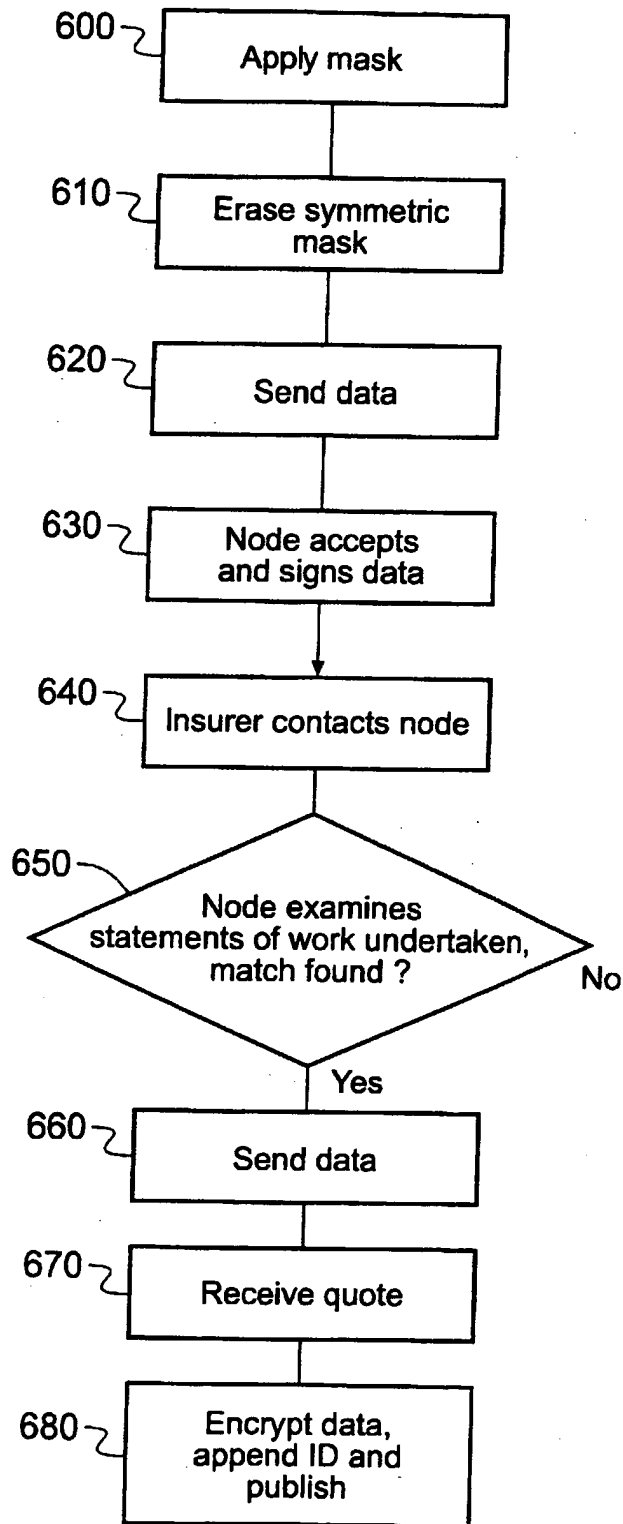 600
Apply mask
610
Erase symmetric
mask
620
Send data
630
Node accepts
and signs data
640
Insurer contacts node
650
Node examines
statements of work undertaken,
match found ?
No
Yes
660
Send data
670
Receive quote
680
Encrypt data,
append ID and
publish